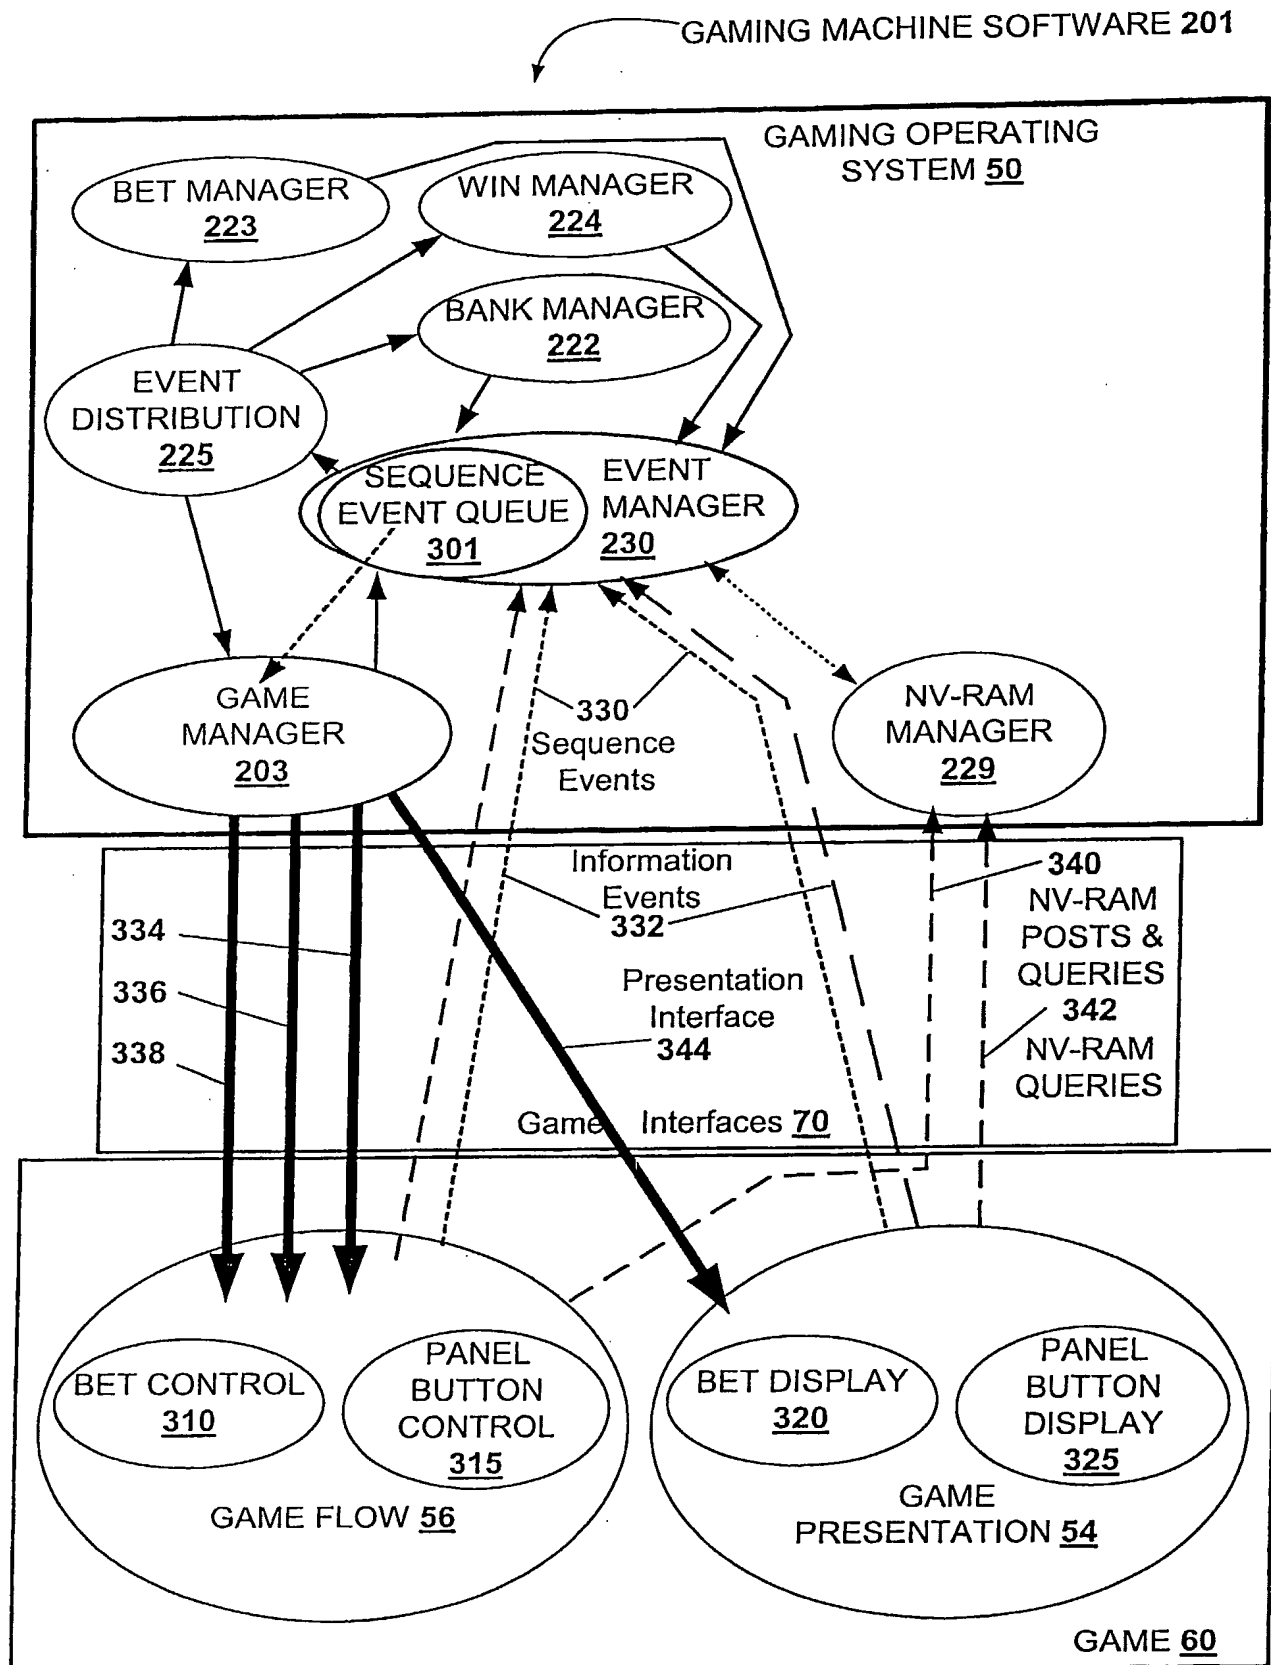 GAMING MACHINE SOFTWARE 201
GAMING OPERATING
SYSTEM 50
BET MANAGER
223
WIN MANAGER
224
BANK MANAGER
222
EVENT
DISTRIBUTION
225
SEQUENCE
EVENT QUEUE
301
EVENT
MANAGER
230
GAME
MANAGER
203
330
Sequence
Events
NV-RAM
MANAGER
229
Information
Events
332
334
336
338
Presentation
Interface
344
340
NV-RAM
POSTS &
QUERIES
342
NV-RAM
QUERIES
Game Interfaces 70
BET CONTROL
310
PANEL
BUTTON
CONTROL
315
GAME FLOW 56
BET DISPLAY
320
PANEL
BUTTON
DISPLAY
325
GAME
PRESENTATION 54
GAME 60